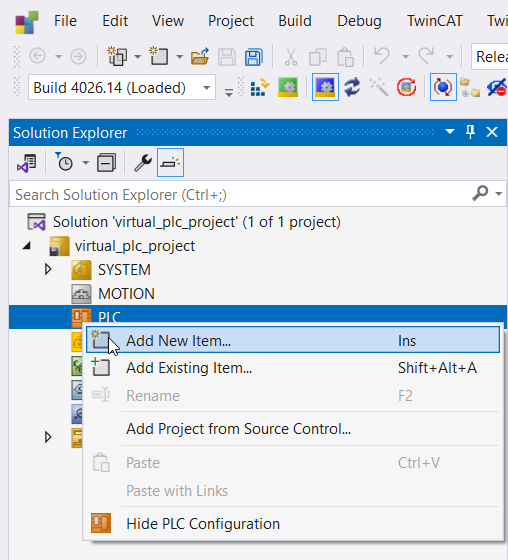 File Edit View Project Build Debug TwinCAT
Build 4026.14 (Loaded)
Solution Explorer
Search Solution Explorer (Ctrl+;)
Solution 'virtual_plc_project' (1 of 1 project)
virtual_plc_project
SYSTEM
MOTION
PLC
Add New Item... Ins
Add Existing Item... Shift+Alt+A
Rename F2
Add Project from Source Control...
Paste Ctrl+V
Paste with Links
Hide PLC Configuration